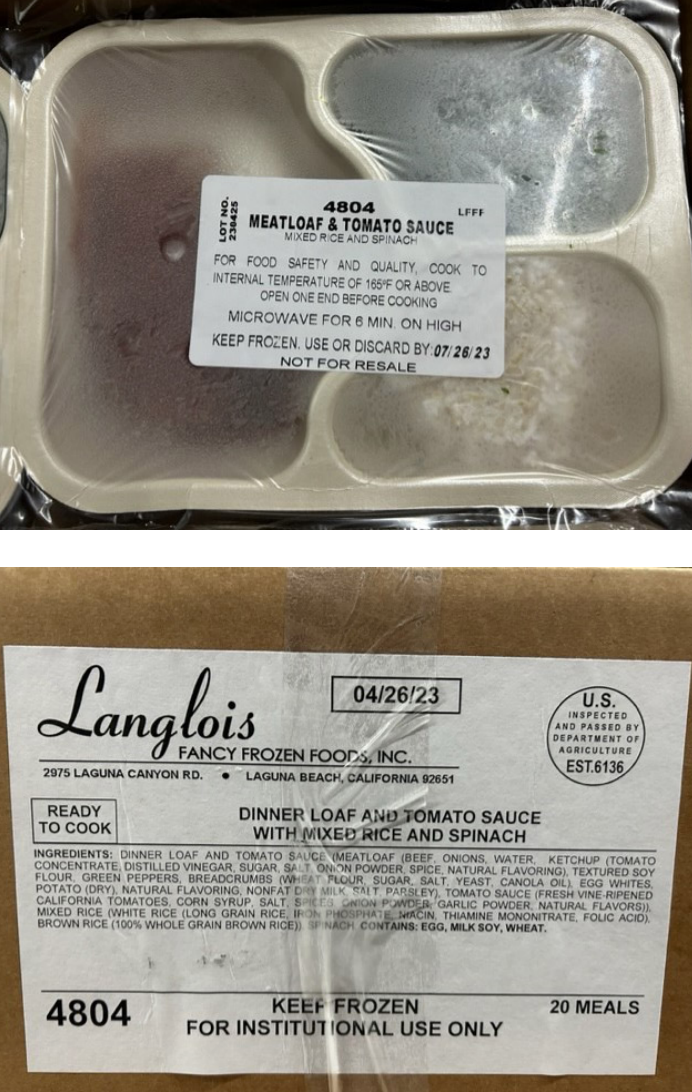 LOT NO.
230425
4804
LFFF
MEATLOAF & TOMATO SAUCE
MIXED RICE AND SPINACH
FOR FOOD SAFETY AND QUALITY, COOK TO
INTERNAL TEMPERATURE OF 165ºF OR ABOVE
OPEN ONE END BEFORE COOKING
MICROWAVE FOR 6 MIN. ON HIGH
KEEP FROZEN. USE OR DISCARD BY:07/26/23
NOT FOR RESALE
04/26/23
Langlois
FANCY FROZEN FOODS, INC.
2975 LAGUNA CANYON RD. • LAGUNA BEACH, CALIFORNIA 92651
U.S.
INSPECTED
AND PASSED BY
DEPARTMENT OF
AGRICULTURE
EST.6136
READY
TO COOK
DINNER LOAF AND TOMATO SAUCE
WITH MIXED RICE AND SPINACH
INGREDIENTS: DINNER LOAF AND TOMATO SAUCE (MEATLOAF (BEEF, ONIONS, WATER, KETCHUP (TOMATO
CONCENTRATE, DISTILLED VINEGAR, SUGAR, SALT, ONION POWDER, SPICE, NATURAL FLAVORING), TEXTURED SOY
FLOUR, GREEN PEPPERS, BREADCRUMBS (WHEAT FLOUR, SUGAR, SALT, YEAST, CANOLA OIL), EGG WHITES,
POTATO (DRY), NATURAL FLAVORING, NONFAT DRY MILK, SALT, PARSLEY), TOMATO SAUCE (FRESH VINE-RIPENED
CALIFORNIA TOMATOES, CORN SYRUP, SALT, SPICES, ONION POWDER, GARLIC POWDER, NATURAL FLAVORS)).
MIXED RICE (WHITE RICE (LONG GRAIN RICE, IRON PHOSPHATE, NIACIN, THIAMINE MONONITRATE, FOLIC ACID).
BROWN RICE (100% WHOLE GRAIN BROWN RICE)). SPINACH CONTAINS: EGG, MILK SOY, WHEAT.
4804
KEEP FROZEN
FOR INSTITUTIONAL USE ONLY
20 MEALS